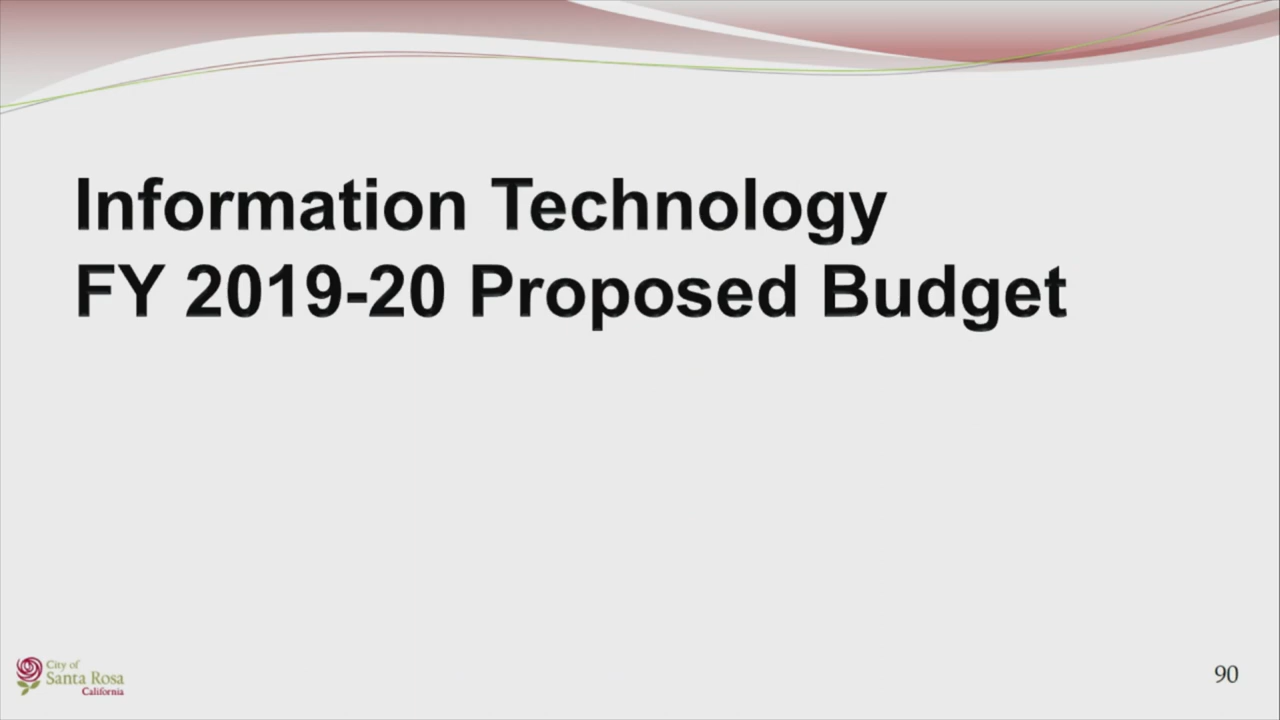 Information Technology
FY 2019-20 Proposed Budget
City of
Santa Rosa
California
90